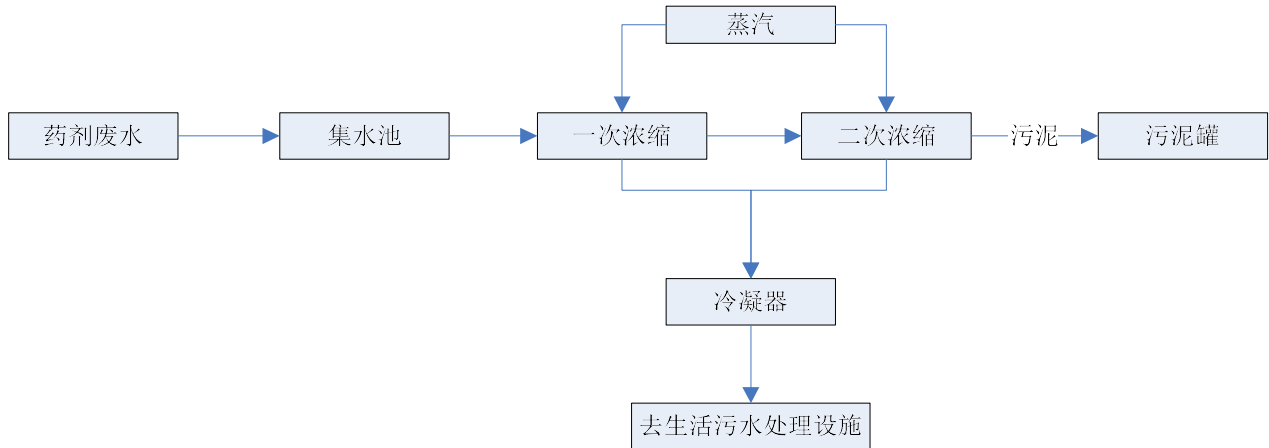 蒸汽
药剂废水
集水池
一次浓缩
二次浓缩
污泥
污泥罐
冷凝器
去生活污水处理设施